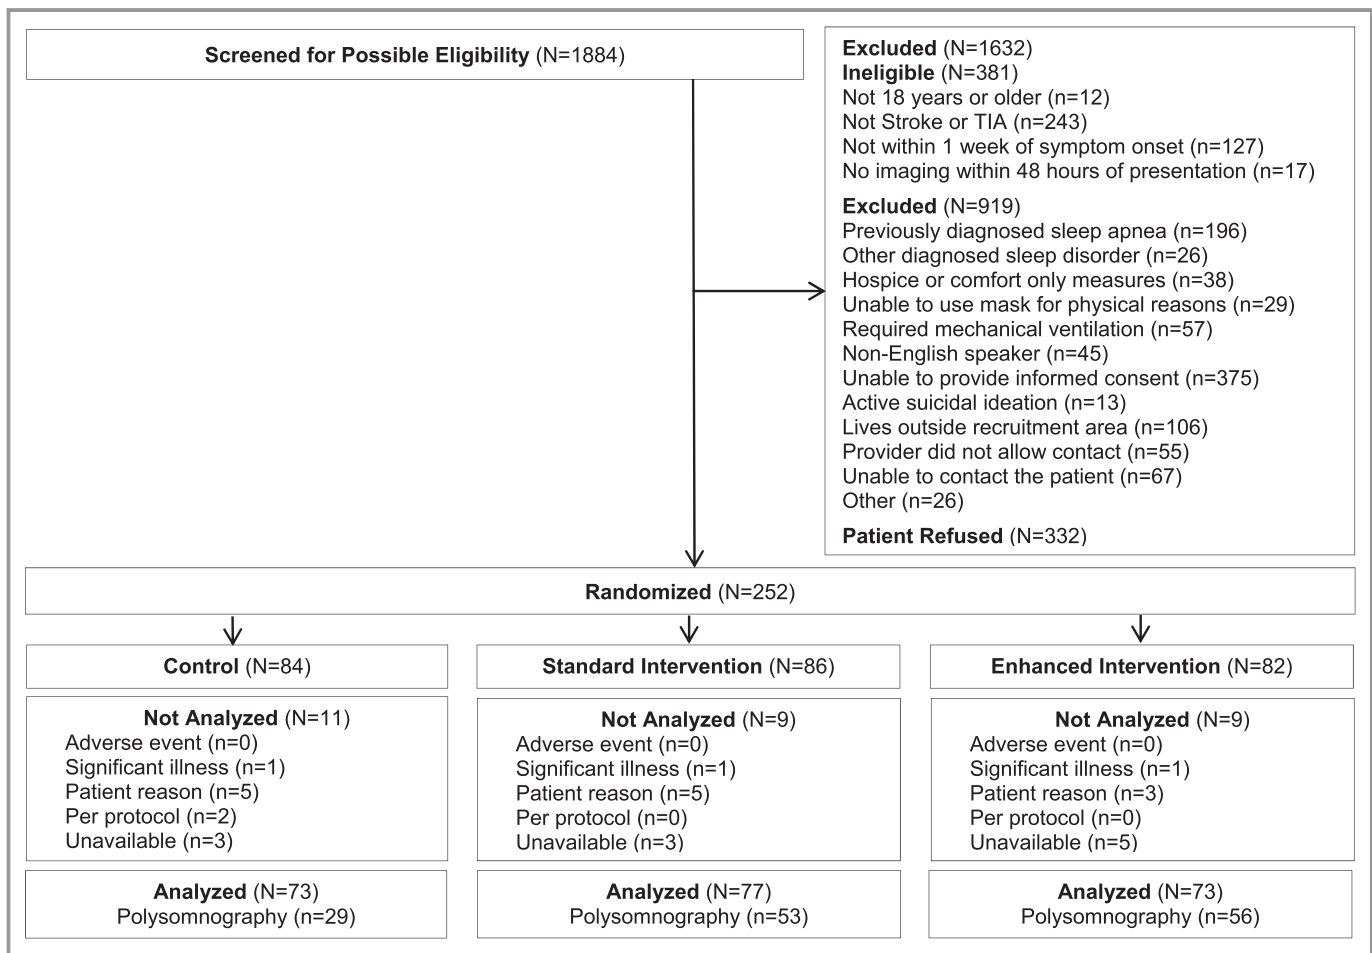 Screened for Possible Eligibility (N=1884)
Excluded (N=1632)
Ineligible (N=381)
Not 18 years or older (n=12)
Not Stroke or TIA (n=243)
Not within 1 week of symptom onset (n=127)
No imaging within 48 hours of presentation (n=17)
Excluded (N=919)
Previously diagnosed sleep apnea (n=196)
Other diagnosed sleep disorder (n=26)
Hospice or comfort only measures (n=38)
Unable to use mask for physical reasons (n=29)
Required mechanical ventilation (n=57)
Non-English speaker (n=45)
Unable to provide informed consent (n=375)
Active suicidal ideation (n=13)
Lives outside recruitment area (n=106)
Provider did not allow contact (n=55)
Unable to contact the patient (n=67)
Other (n=26)
Patient Refused (N=332)
Randomized (N=252)
Control (N=84)
Not Analyzed (N=11)
Adverse event (n=0)
Significant illness (n=1)
Patient reason (n=5)
Per protocol (n=2)
Unavailable (n=3)
Analyzed (N=73)
Polysomnography (n=29)
Standard Intervention (N=86)
Not Analyzed (N=9)
Adverse event (n=0)
Significant illness (n=1)
Patient reason (n=5)
Per protocol (n=0)
Unavailable (n=3)
Analyzed (N=77)
Polysomnography (n=53)
Enhanced Intervention (N=82)
Not Analyzed (N=9)
Adverse event (n=0)
Significant illness (n=1)
Patient reason (n=3)
Per protocol (n=0)
Unavailable (n=5)
Analyzed (N=73)
Polysomnography (n=56)